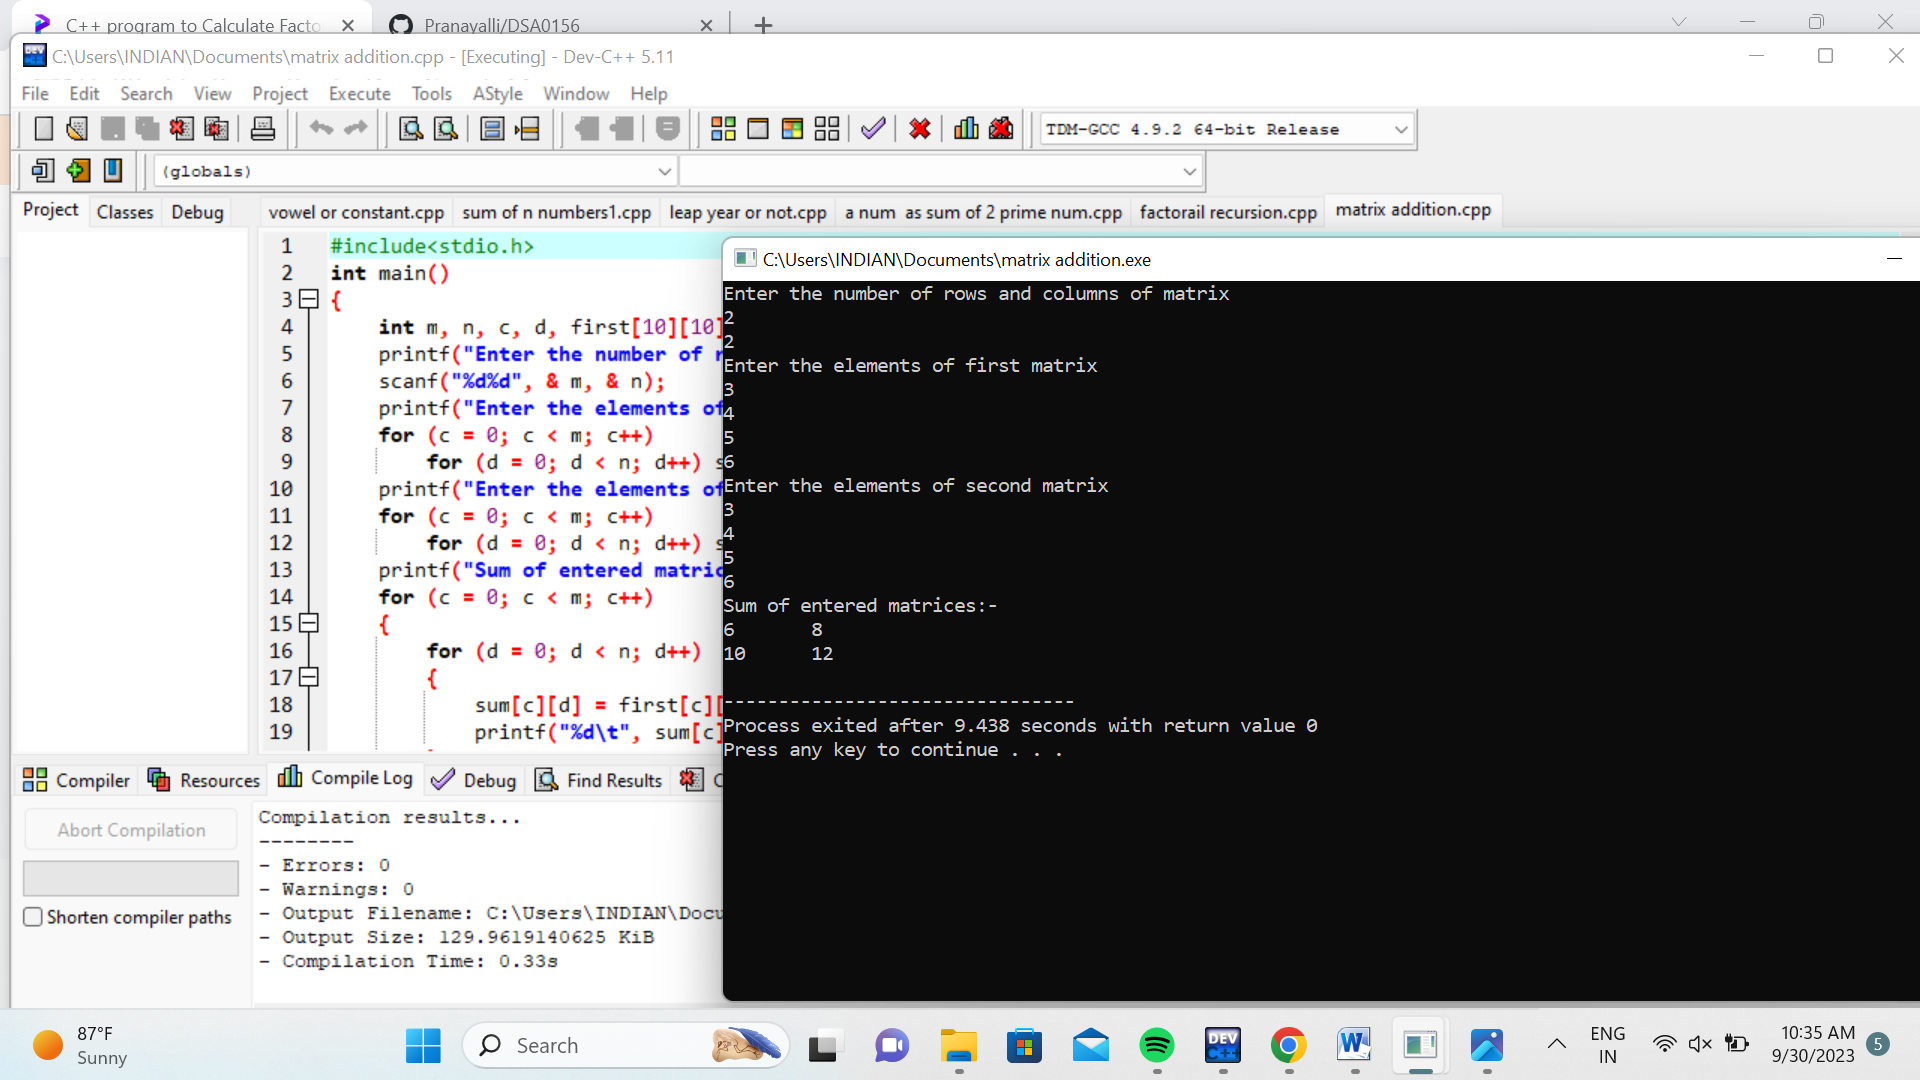 C++ program to Calculate Facto
Pranayalli/DSA0156
C:\Users\INDIAN\Documents\matrix addition.cpp - [Executing] - Dev-C++ 5.11
File Edit Search View Project Execute Tools AStyle Window Help
TDM-GCC 4.9.2 64-bit Release
(globals)
Project Classes Debug
vowel or constant.cpp sum of n numbers1.cpp leap year or not.cpp a num as sum of 2 prime num.cpp factorail recursion.cpp matrix addition.cpp
1 #include<stdio.h>
2 int main()
3 {
4 int m, n, c, d, first[10][10]
5 printf("Enter the number of r
6 scanf("%d%d", & m, & n);
7 printf("Enter the elements of
8 for (c = 0; c < m; c++)
9 for (d = 0; d < n; d++) s
10 printf("Enter the elements of
11 for (c = 0; c < m; c++)
12 for (d = 0; d < n; d++) s
13 printf("Sum of entered matric
14 for (c = 0; c < m; c++)
15 {
16 for (d = 0; d < n; d++)
17 {
18 sum[c][d] = first[c][
19 printf("%d\t", sum[c]
C:\Users\INDIAN\Documents\matrix addition.exe
Enter the number of rows and columns of matrix
2
2
Enter the elements of first matrix
3
4
5
6
Enter the elements of second matrix
3
4
5
6
Sum of entered matrices:-
6 8
10 12
--------------------------------
Process exited after 9.438 seconds with return value 0
Press any key to continue . . .
Compiler Resources Compile Log Debug Find Results C
Abort Compilation
Shorten compiler paths
Compilation results...
--------
- Errors: 0
- Warnings: 0
- Output Filename: C:\Users\INDIAN\Docu
- Output Size: 129.9619140625 KiB
- Compilation Time: 0.33s
87°F
Sunny
Search
DEV
C++
W
ENG
IN
10:35 AM
9/30/2023
5